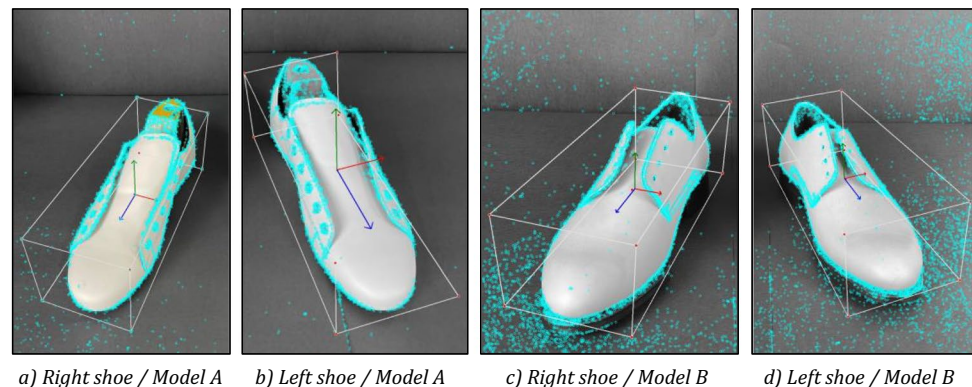 a) Right shoe / Model A
b) Left shoe / Model A
c) Right shoe / Model B
d) Left shoe / Model B